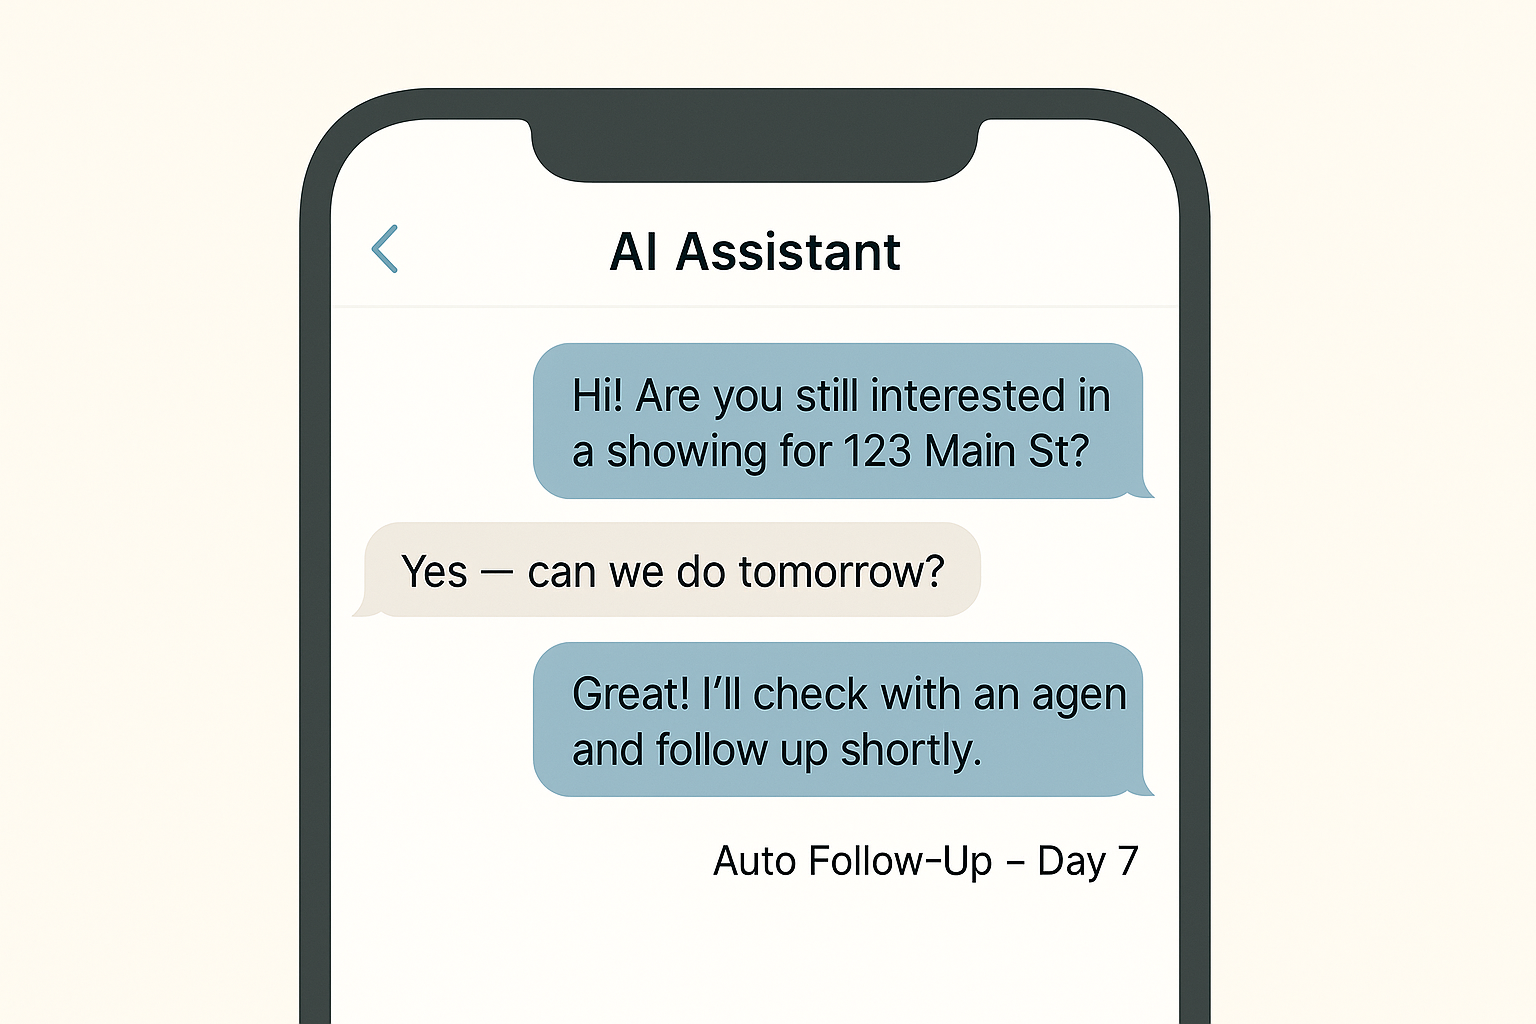 AI Assistant
Hi! Are you still interested in
a showing for 123 Main St?
Yes — can we do tomorrow?
Great! I’ll check with an agen
and follow up shortly.
Auto Follow-Up – Day 7